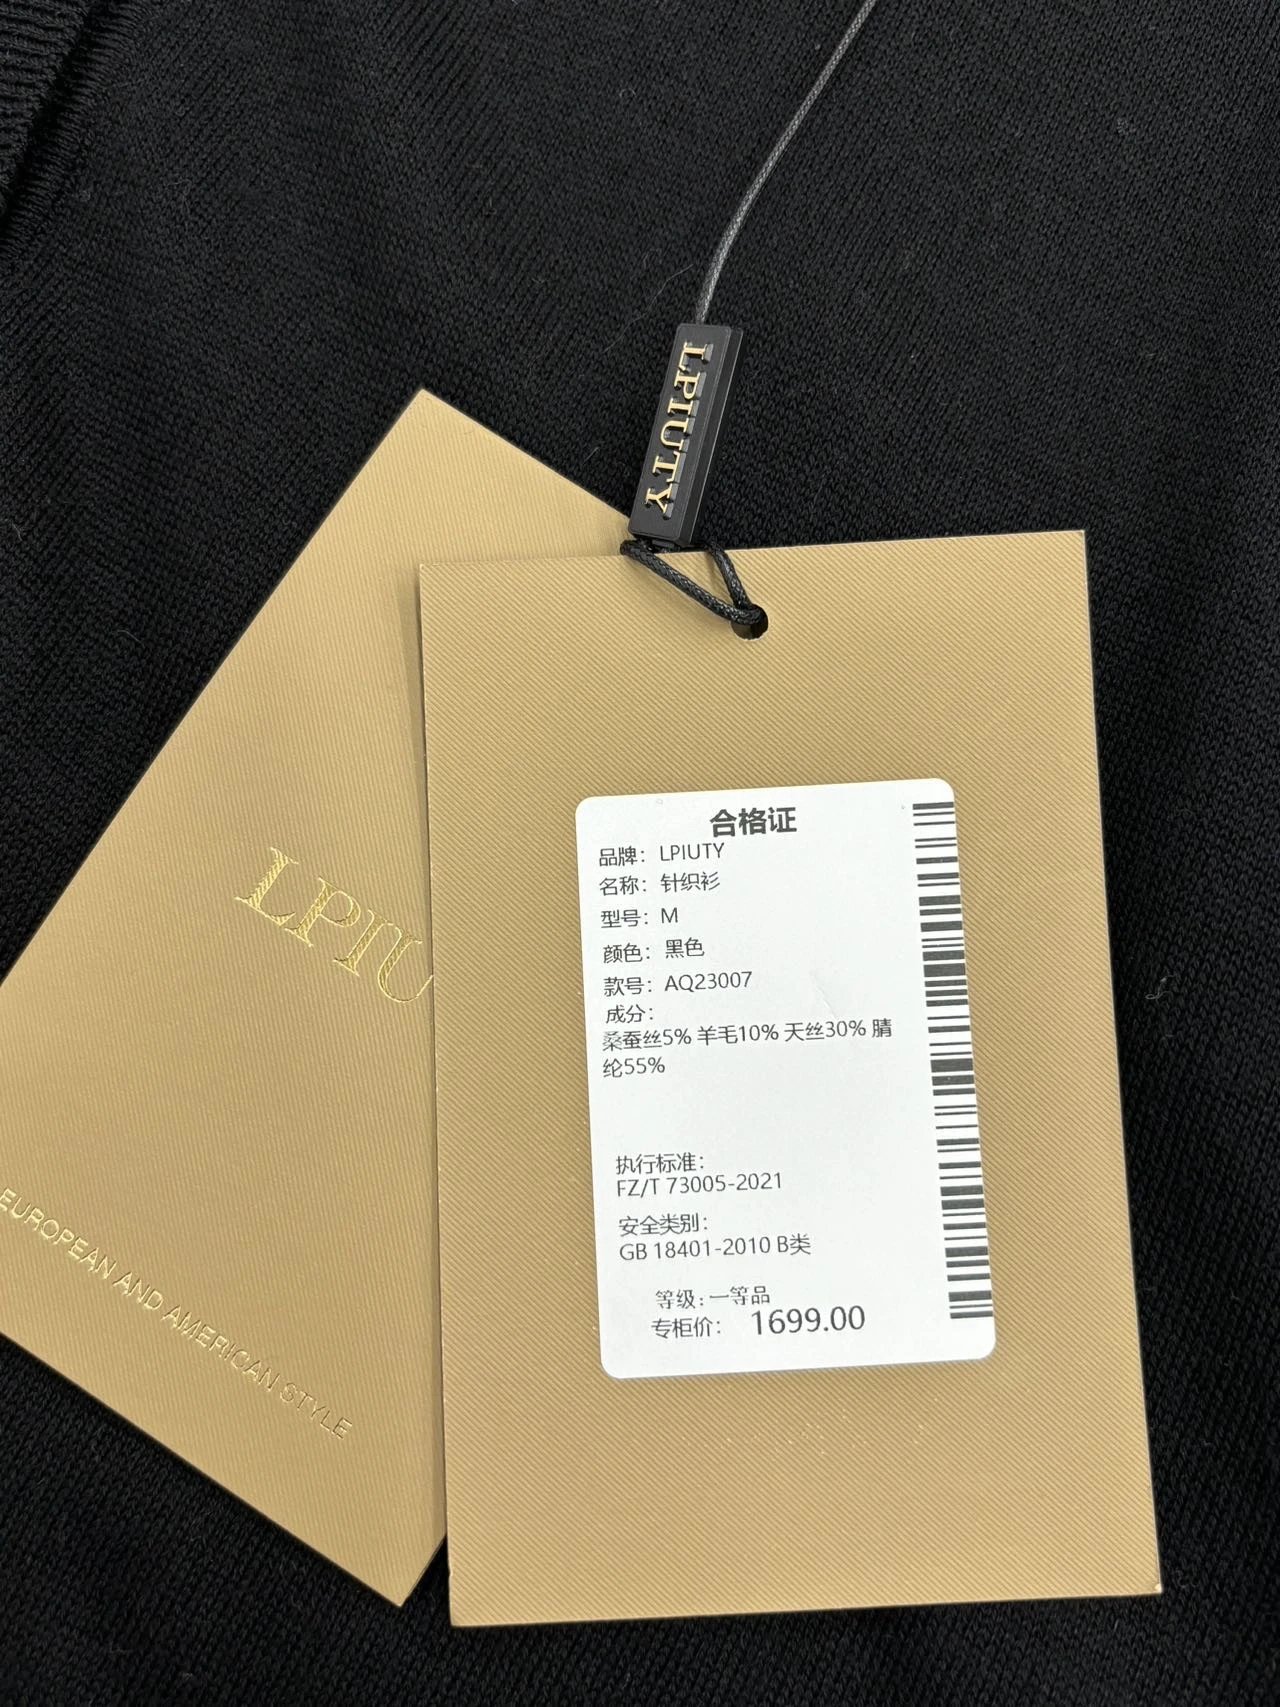 LPIUTY
LPIU
EUROPEAN AND AMERICAN STYLE
合格证
品牌：LPIUTY
名称：针织衫
型号：M
颜色：黑色
款号：AQ23007
成分：
桑蚕丝5% 羊毛10% 天丝30% 腈
纶55%
执行标准：
FZ/T 73005-2021
安全类别：
GB 18401-2010 B类
等级：一等品
专柜价： 1699.00